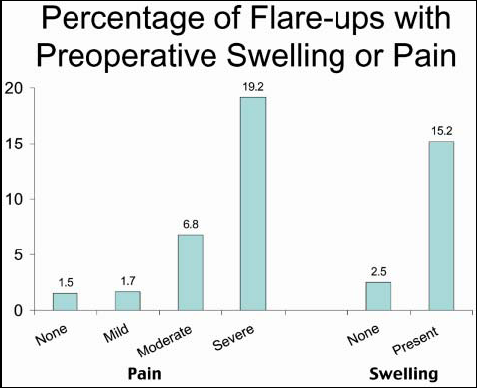 Percentage of Flare-ups with
Preoperative Swelling or Pain
20
15
10
5
0
1.5
1.7
6.8
19.2
2.5
15.2
None
Mild
Moderate
Severe
None
Present
Pain
Swelling